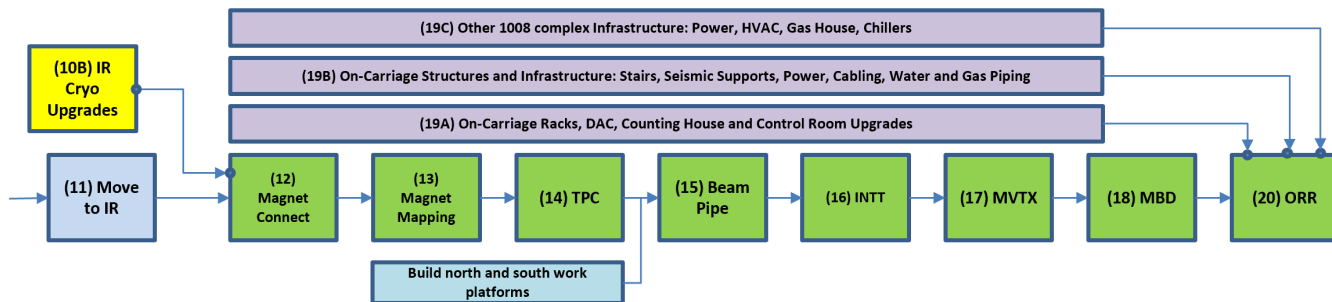 (19C) Other 1008 complex Infrastructure: Power, HVAC, Gas House, Chillers
(10B) IR
Cryo
Upgrades
(19B) On-Carriage Structures and Infrastructure: Stairs, Seismic Supports, Power, Cabling, Water and Gas Piping
(19A) On-Carriage Racks, DAC, Counting House and Control Room Upgrades
(11) Move
to IR
(12)
Magnet
Connect
(13)
Magnet
Mapping
(14) TPC
(15) Beam
Pipe
(16) INTT
(17) MVTX
(18) MBD
(20) ORR
Build north and south work
platforms